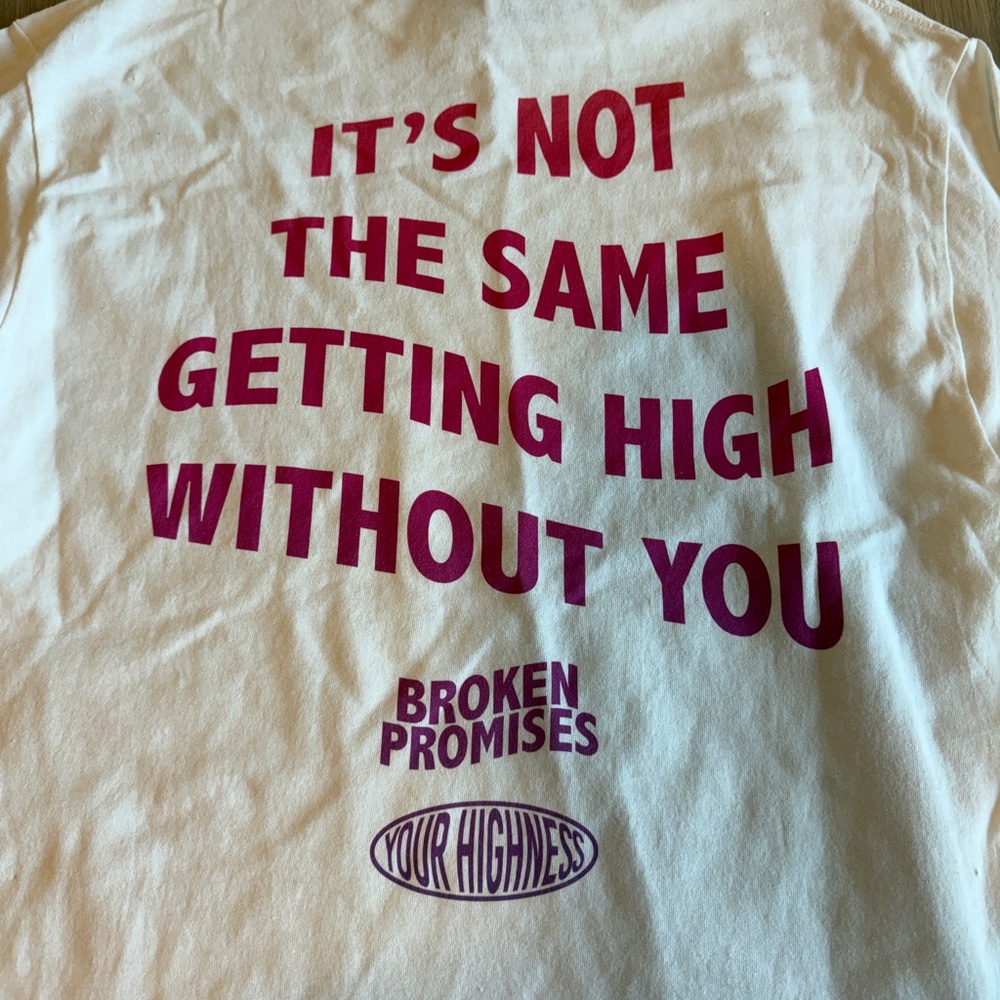 IT'S NOT
THE SAME
GETTING HIGH
WITHOUT YOU
BROKEN
PROMISES
YOUR HIGHNESS